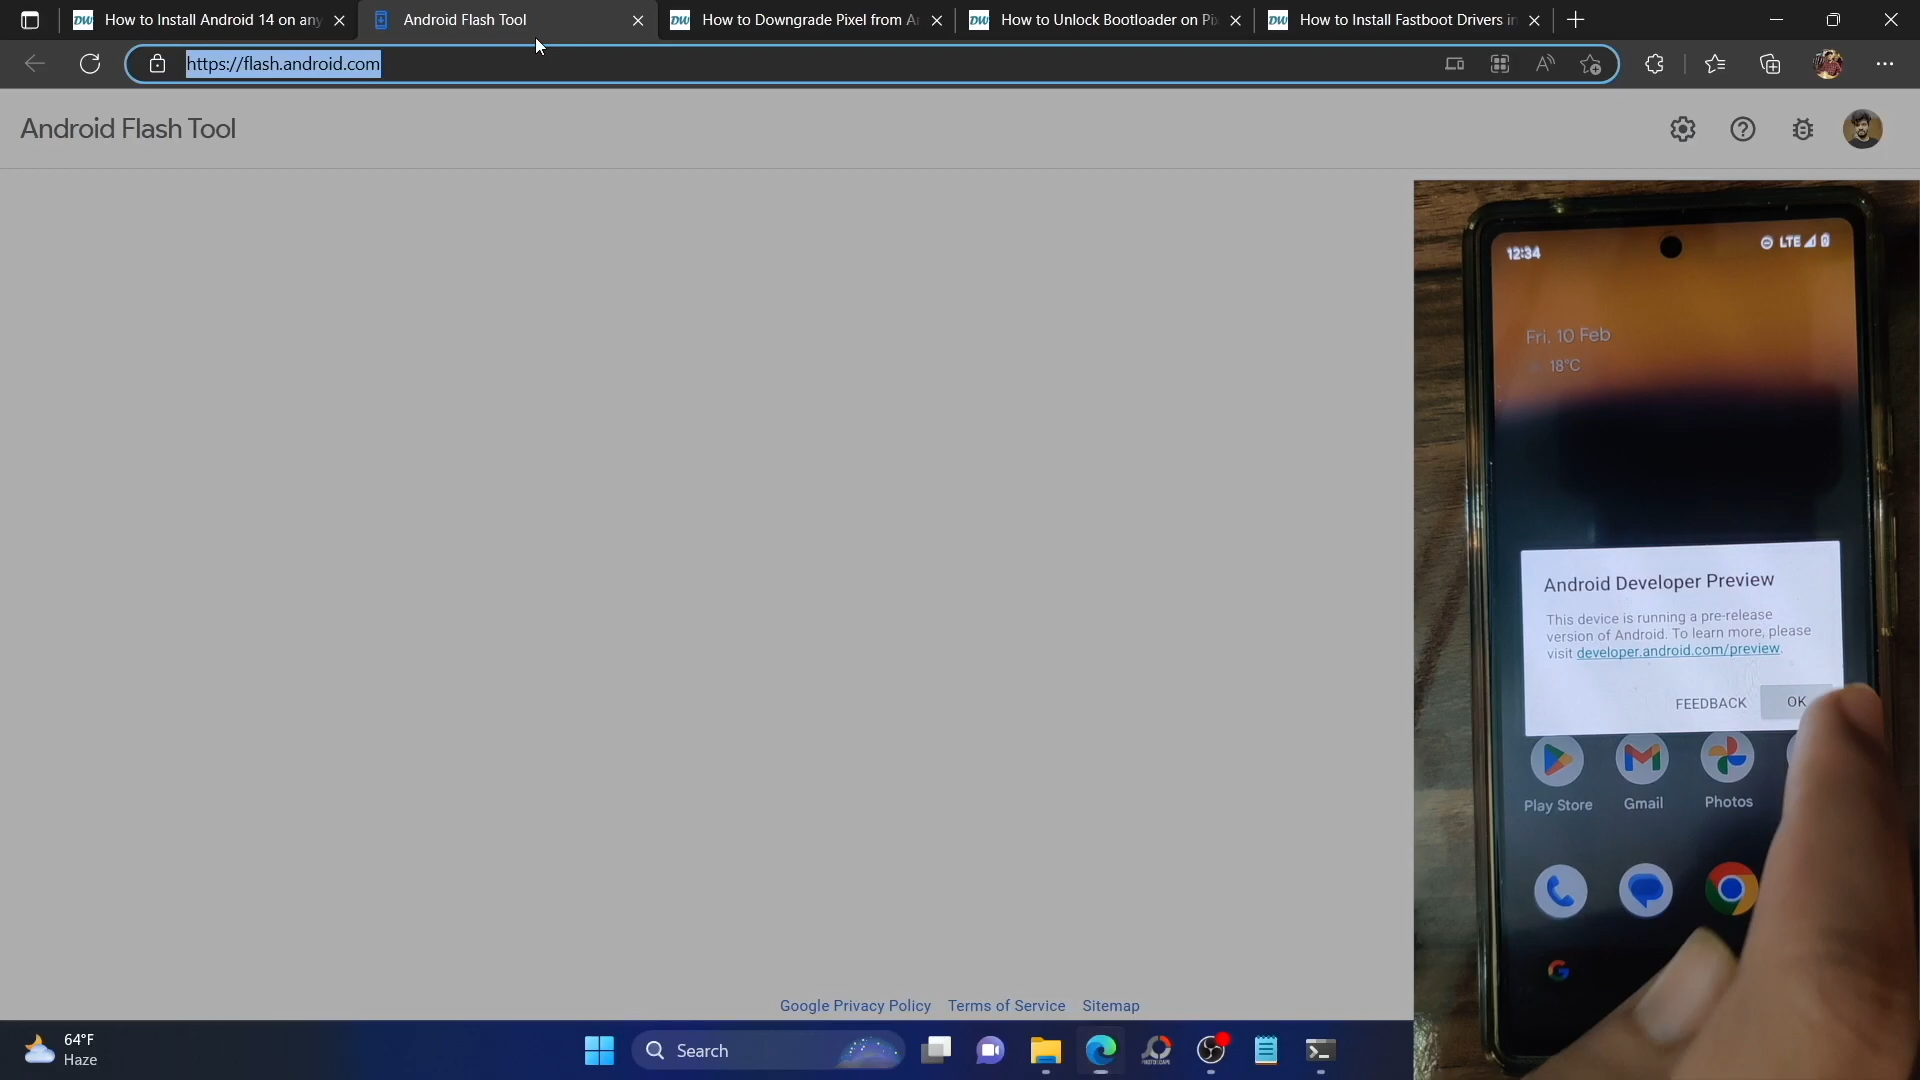 DW How to Install Android 14 on any
Android Flash Tool
DW How to Downgrade Pixel from A
DW How to Unlock Bootloader on Pi
DW How to Install Fastboot Drivers in
https://flash.android.com
Android Flash Tool
12:34
LTE
Fri, 10 Feb
18°C
Android Developer Preview
This device is running a pre-release
version of Android. To learn more, please
visit developer.android.com/preview.
FEEDBACK OK
Play Store Gmail Photos
Google Privacy Policy Terms of Service Sitemap
64°F
Haze
Search